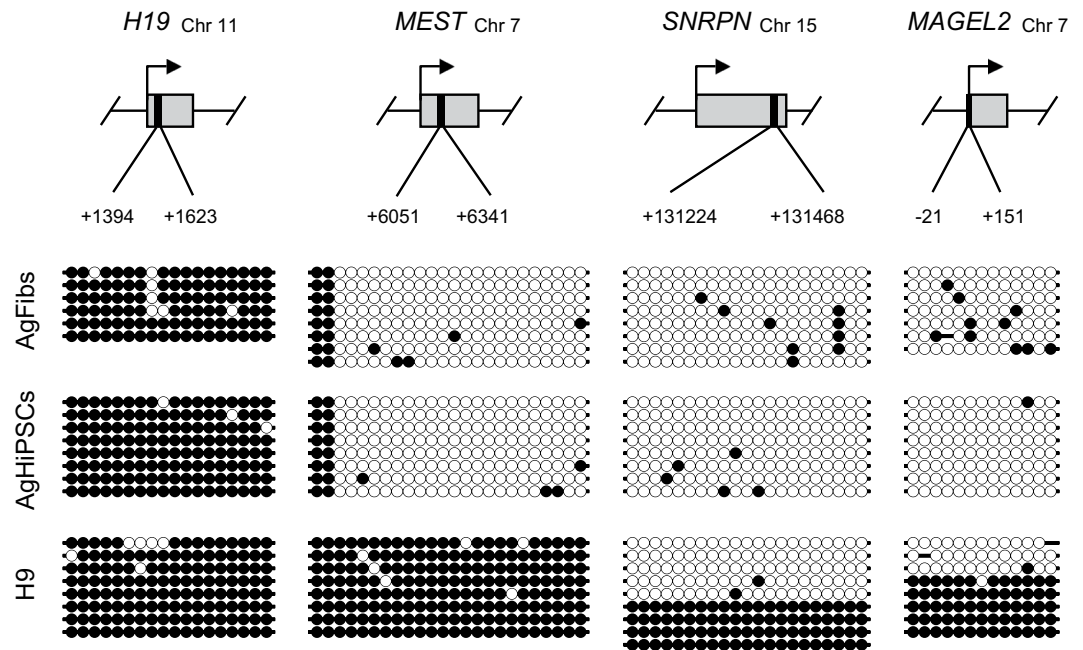 H19 Chr 11
MEST Chr 7
SNRPN Chr 15
MAGEL2 Chr 7
+1394
+1623
+6051
+6341
+131224
+131468
-21
+151
AgFibs
AgHiPSCs
H9